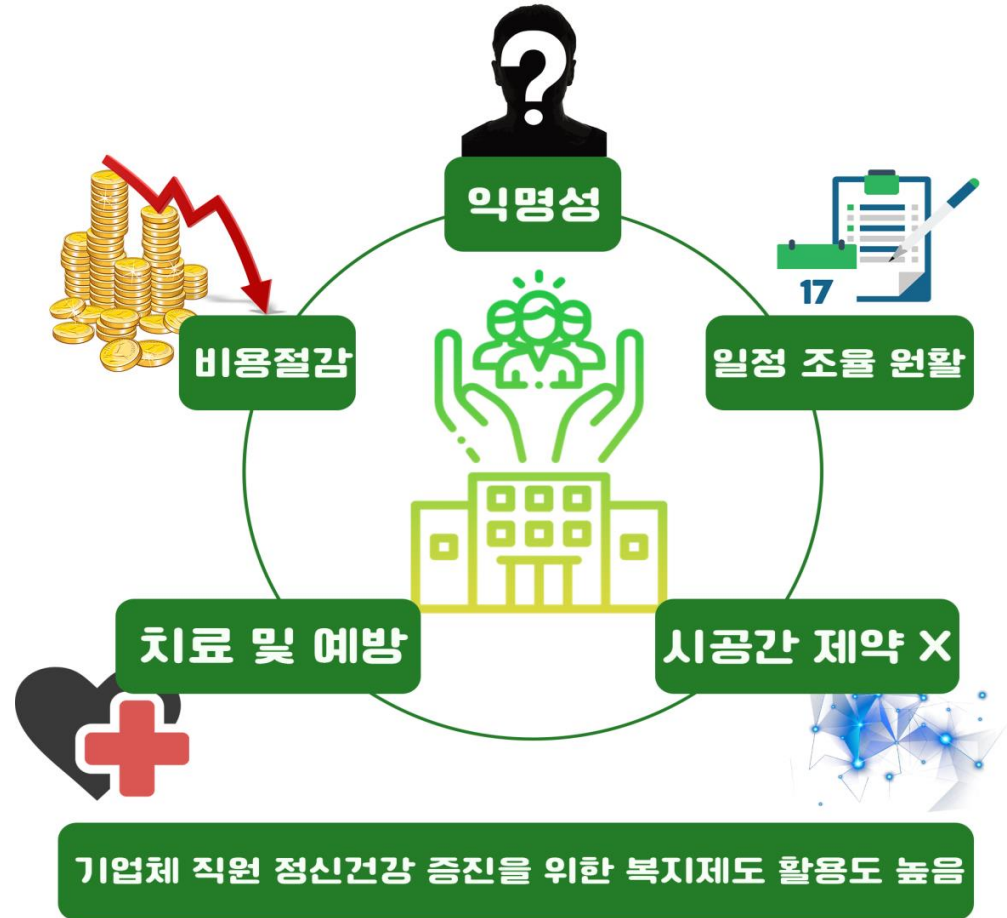 ?
익명성
비용절감
17
일정 조율 원활
치료 및 예방
시공간 제약 X
기업체 직원 정신건강 증진을 위한 복지제도 활용도 높음